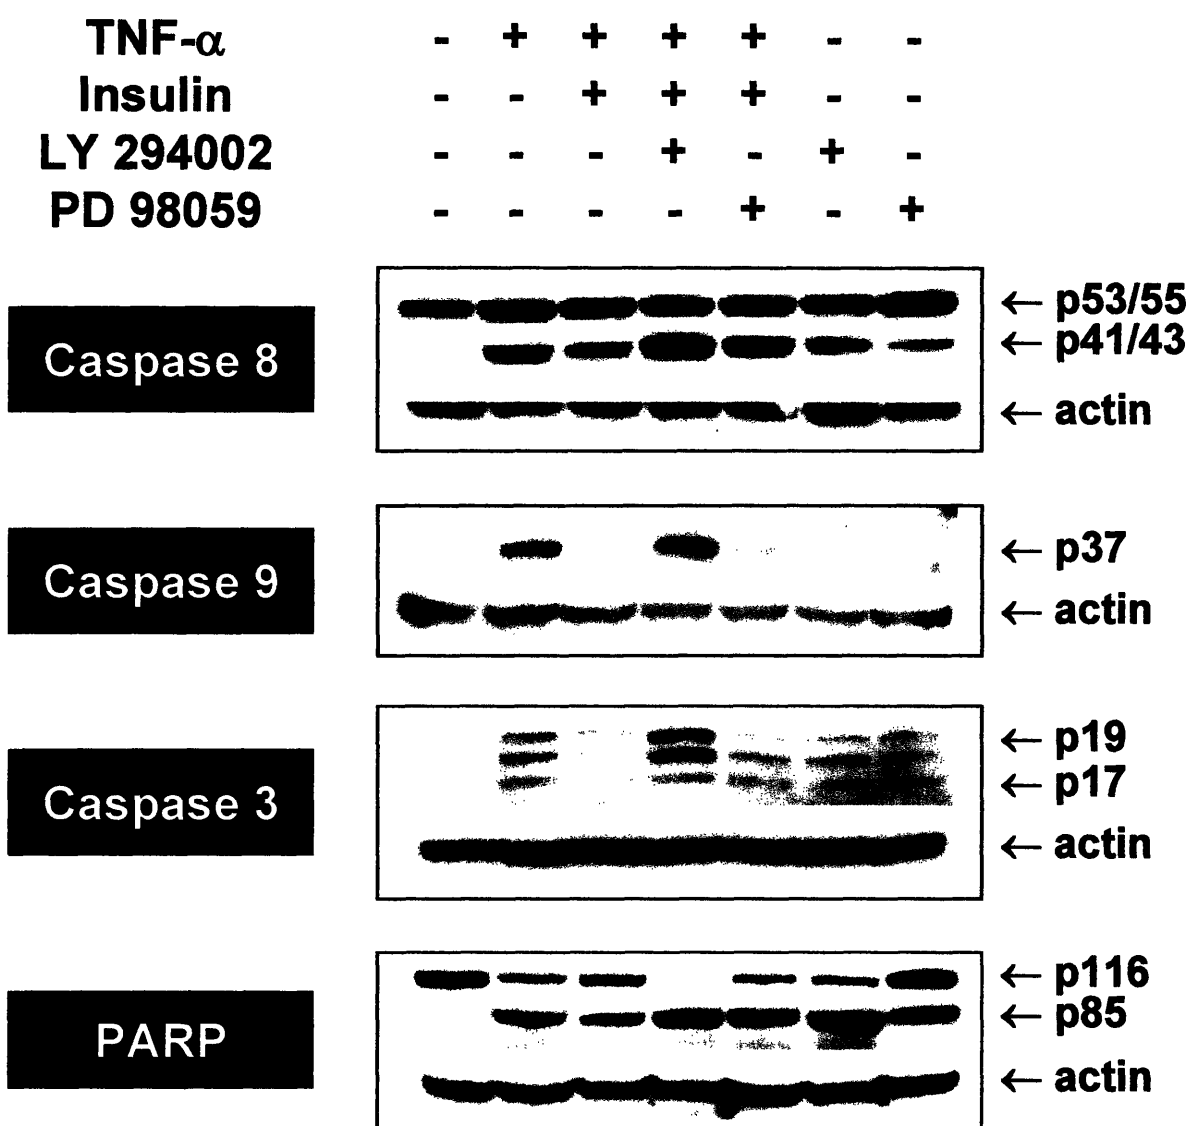 TNF-α - + + + + - -
Insulin - - + + + - -
LY 294002 - - - + - + -
PD 98059 - - - - + - +
Caspase 8
← p53/55
← p41/43
← actin
Caspase 9
← p37
← actin
Caspase 3
← p19
← p17
← actin
PARP
← p116
← p85
← actin